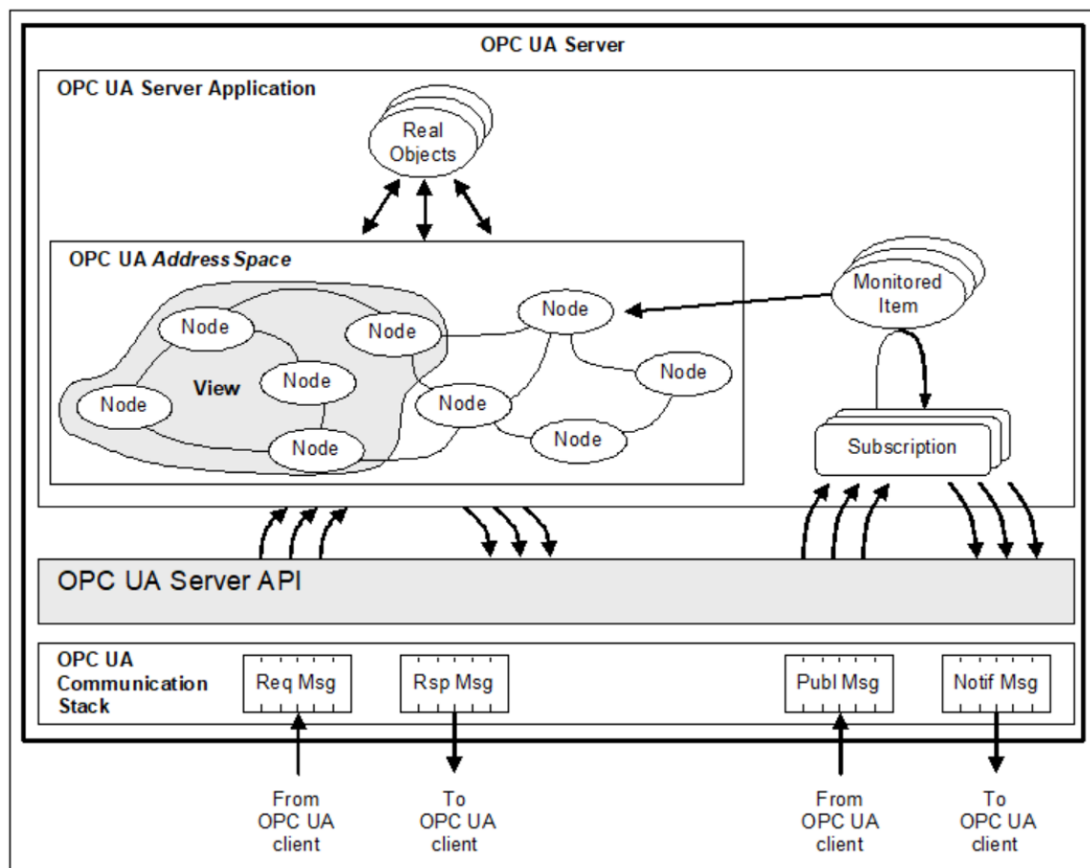 OPC UA Server
OPC UA Server Application
Real
Objects
OPC UA Address Space
Monitored
Item
Node
Node
Node
Node
View
Node
Node
Node
Node
Node
Subscription
OPC UA Server API
OPC UA
Communication
Stack
Req Msg
Rsp Msg
Publ Msg
Notif Msg
From
OPC UA
client
To
OPC UA
client
From
OPC UA
client
To
OPC UA
client